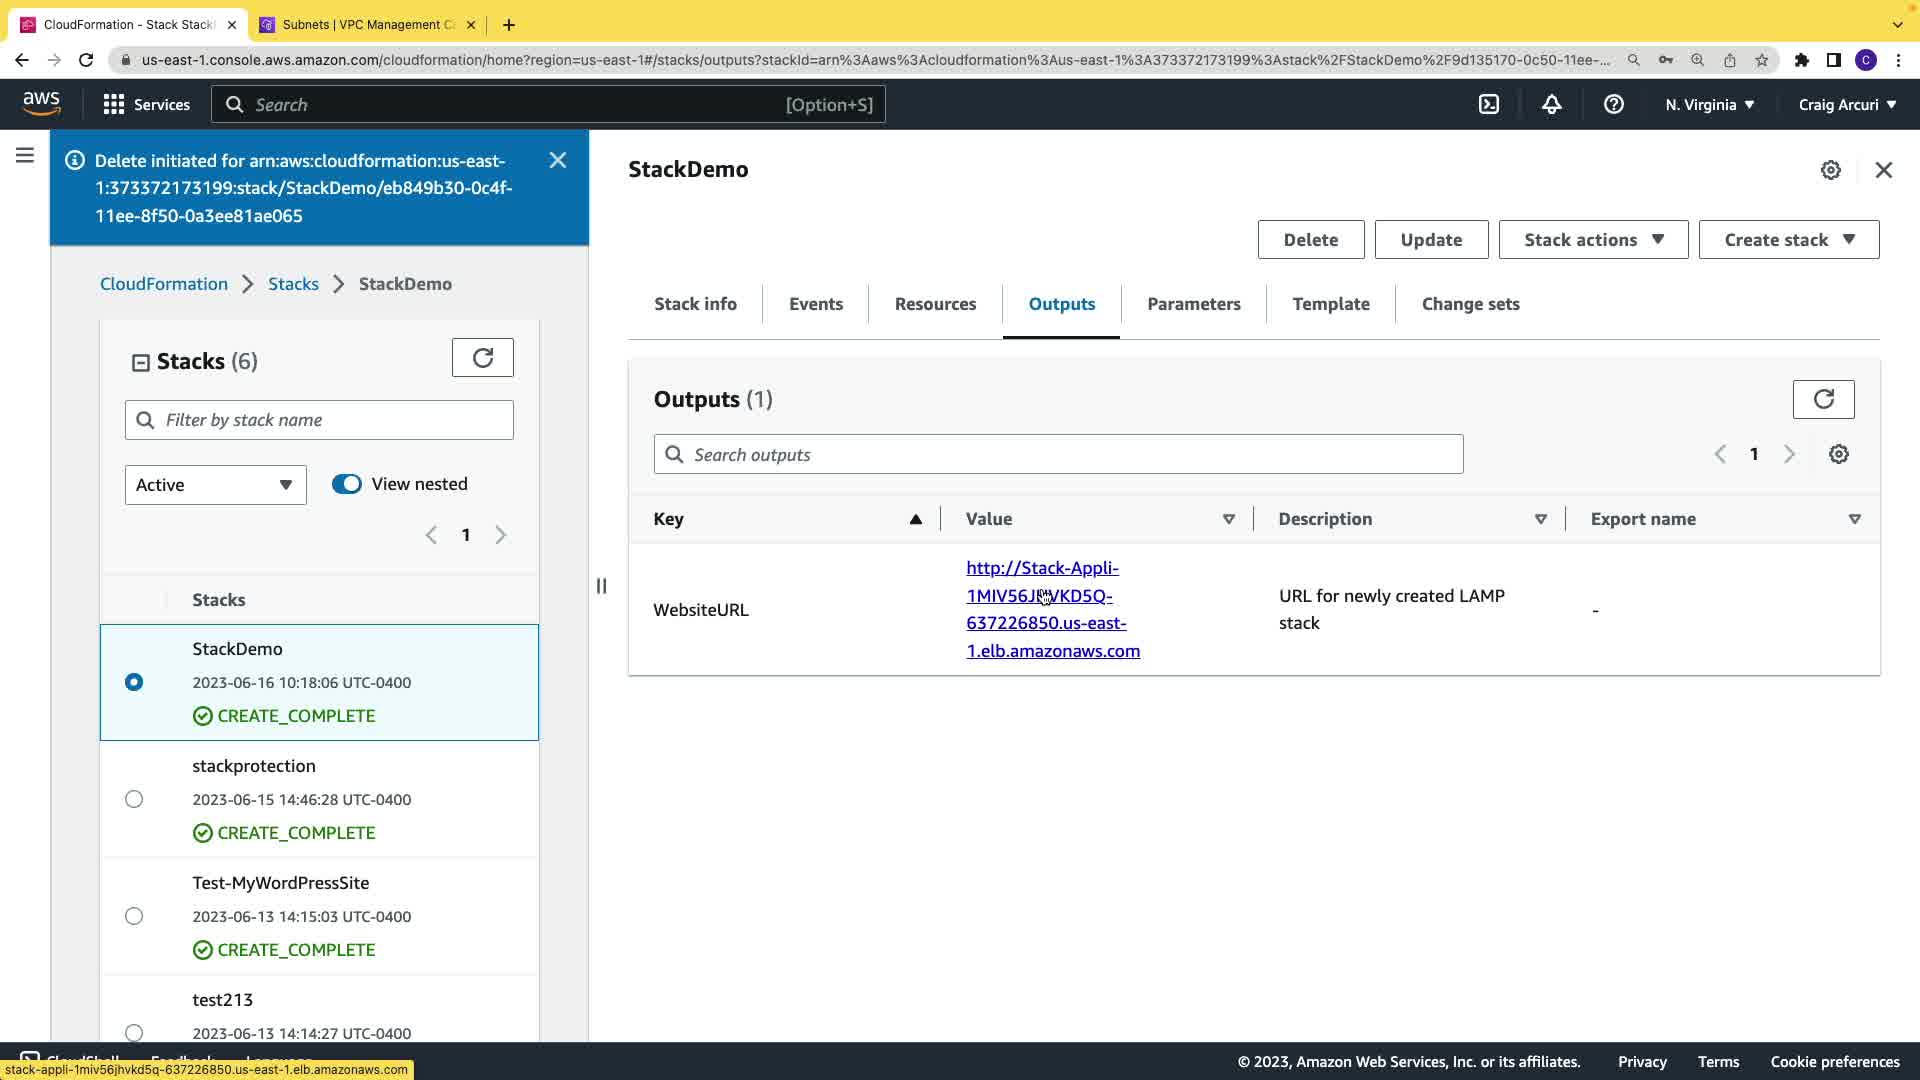 CloudFormation - Stack Stack
Subnets | VPC Management C
us-east-1.console.aws.amazon.com/cloudformation/home?region=us-east-1#/stacks/outputs?stackId=arn%3Aaws%3Acloudformation%3Aus-east-1%3A373372173199%3Astack%2FStackDemo%2F9d135170-0c50-11ee-...
C
aws
Services
Search
[Option+S]
N. Virginia
Craig Arcuri
Delete initiated for arn:aws:cloudformation:us-east-
1:373372173199:stack/StackDemo/eb849b30-0c4f-
11ee-8f50-0a3ee81ae065
StackDemo
Delete
Update
Stack actions
Create stack
CloudFormation
Stacks
StackDemo
Stack info
Events
Resources
Outputs
Parameters
Template
Change sets
Stacks (6)
Filter by stack name
Active
View nested
1
Stacks
StackDemo
2023-06-16 10:18:06 UTC-0400
CREATE_COMPLETE
stackprotection
2023-06-15 14:46:28 UTC-0400
CREATE_COMPLETE
Test-MyWordPressSite
2023-06-13 14:15:03 UTC-0400
CREATE_COMPLETE
test213
2023-06-13 14:14:27 UTC-0400
Outputs (1)
Search outputs
1
Key
Value
Description
Export name
WebsiteURL
http://Stack-Appli-
637226850.us-east-
1.elb.amazonaws.com
URL for newly created LAMP
stack
-
CloudShell
Feedback
Language
© 2023, Amazon Web Services, Inc. or its affiliates.
Privacy
Terms
Cookie preferences
stack-appli-1miv56jhvkd5q-637226850.us-east-1.elb.amazonaws.com